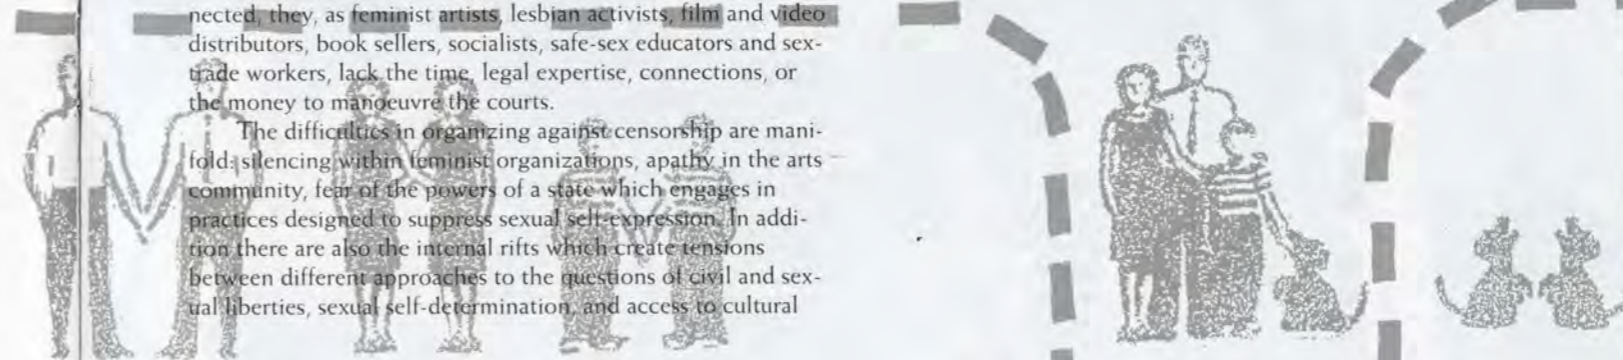 nected, they, as feminist artists, lesbian activists, film and video
distributors, book sellers, socialists, safe-sex educators and sex-
trade workers, lack the time, legal expertise, connections, or
the money to manoeuvre the courts.
The difficulties in organizing against censorship are mani-
fold: silencing within feminist organizations, apathy in the arts
community, fear of the powers of a state which engages in
practices designed to suppress sexual self-expression. In addi-
tion there are also the internal rifts which create tensions
between different approaches to the questions of civil and sex-
ual liberties, sexual self-determination, and access to cultural